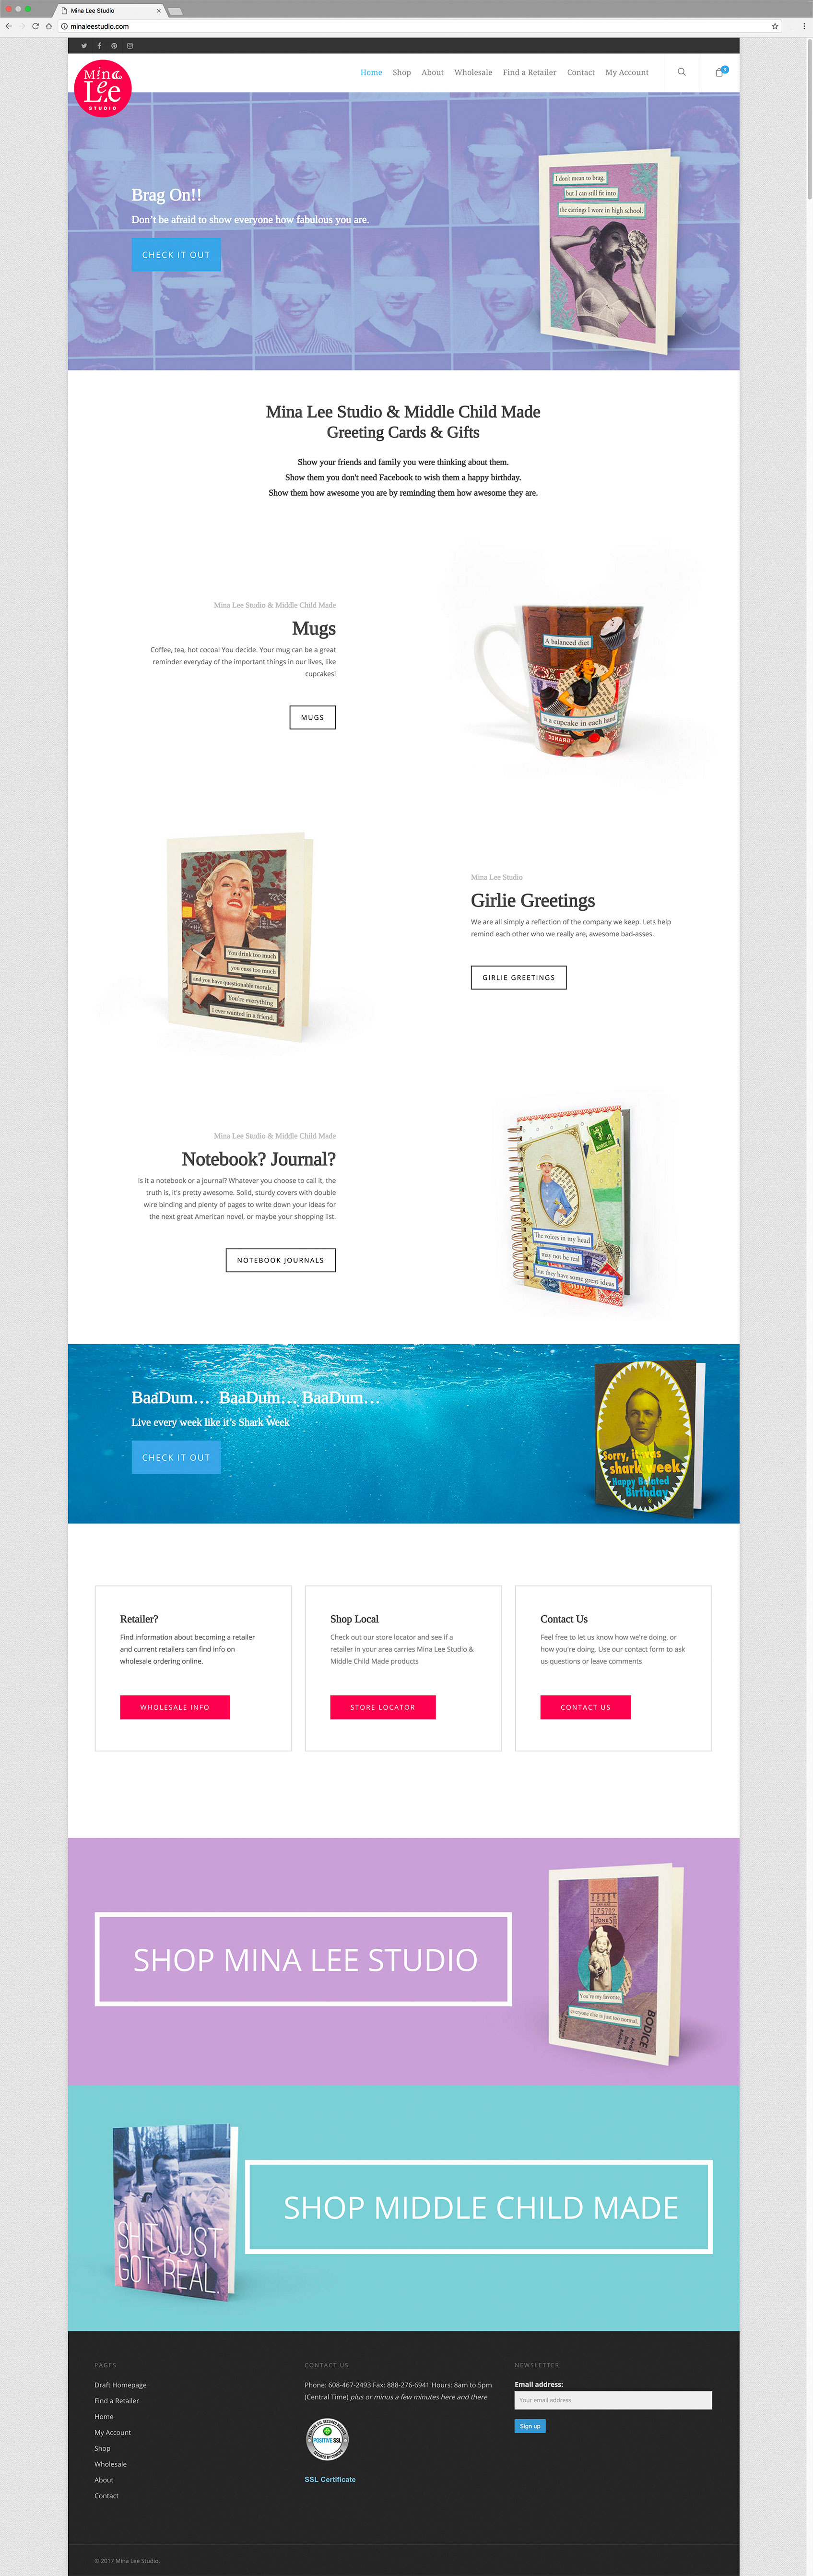 Mina Lee Studio
minaleestudio.com
Mina
Lee
STUDIO
Home Shop About Wholesale Find a Retailer Contact My Account
Brag On!!
Don't be afraid to show everyone how fabulous you are.
CHECK IT OUT
I don't mean to brag,
but I can still fit into
the earrings I wore in high school.
Mina Lee Studio & Middle Child Made
Greeting Cards & Gifts
Show your friends and family you were thinking about them.
Show them you don't need Facebook to wish them a happy birthday.
Show them how awesome you are by reminding them how awesome they are.
Mina Lee Studio & Middle Child Made
Mugs
Coffee, tea, hot cocoa! You decide. Your mug can be a great
reminder everyday of the important things in our lives, like
cupcakes!
MUGS
A balanced diet
is a cupcake in each hand
You drink too much
you cuss too much
and you have questionable morals...
You're everything
I ever wanted in a friend.
Mina Lee Studio
Girlie Greetings
We are all simply a reflection of the company we keep. Lets help
remind each other who we really are, awesome bad-asses.
GIRLIE GREETINGS
Mina Lee Studio & Middle Child Made
Notebook? Journal?
Is it a notebook or a journal? Whatever you choose to call it, the
truth is, it's pretty awesome. Solid, sturdy covers with double
wire binding and plenty of pages to write down your ideas for
the next great American novel, or maybe your shopping list.
NOTEBOOK JOURNALS
The voices in my head
may not be real
but they have some great ideas
BaaDum... BaaDum... BaaDum...
Live every week like it's Shark Week
CHECK IT OUT
Sorry, it was
shark week.
Happy Belated
Birthday
Retailer?
Find information about becoming a retailer
and current retailers can find info on
wholesale ordering online.
WHOLESALE INFO
Shop Local
Check out our store locator and see if a
retailer in your area carries Mina Lee Studio &
Middle Child Made products
STORE LOCATOR
Contact Us
Feel free to let us know how we're doing, or
how you're doing. Use our contact form to ask
us questions or leave comments
CONTACT US
SHOP MINA LEE STUDIO
You're my favorite,
everyone else is just too normal.
BODICE
SHOP MIDDLE CHILD MADE
SHIT JUST
GOT REAL.
PAGES
Draft Homepage
Find a Retailer
Home
My Account
Shop
Wholesale
About
Contact
CONTACT US
Phone: 608-467-2493 Fax: 888-276-6941 Hours: 8am to 5pm
(Central Time) plus or minus a few minutes here and there
POSITIVE SSL
SSL Certificate
NEWSLETTER
Email address:
Your email address
Sign up
© 2017 Mina Lee Studio.